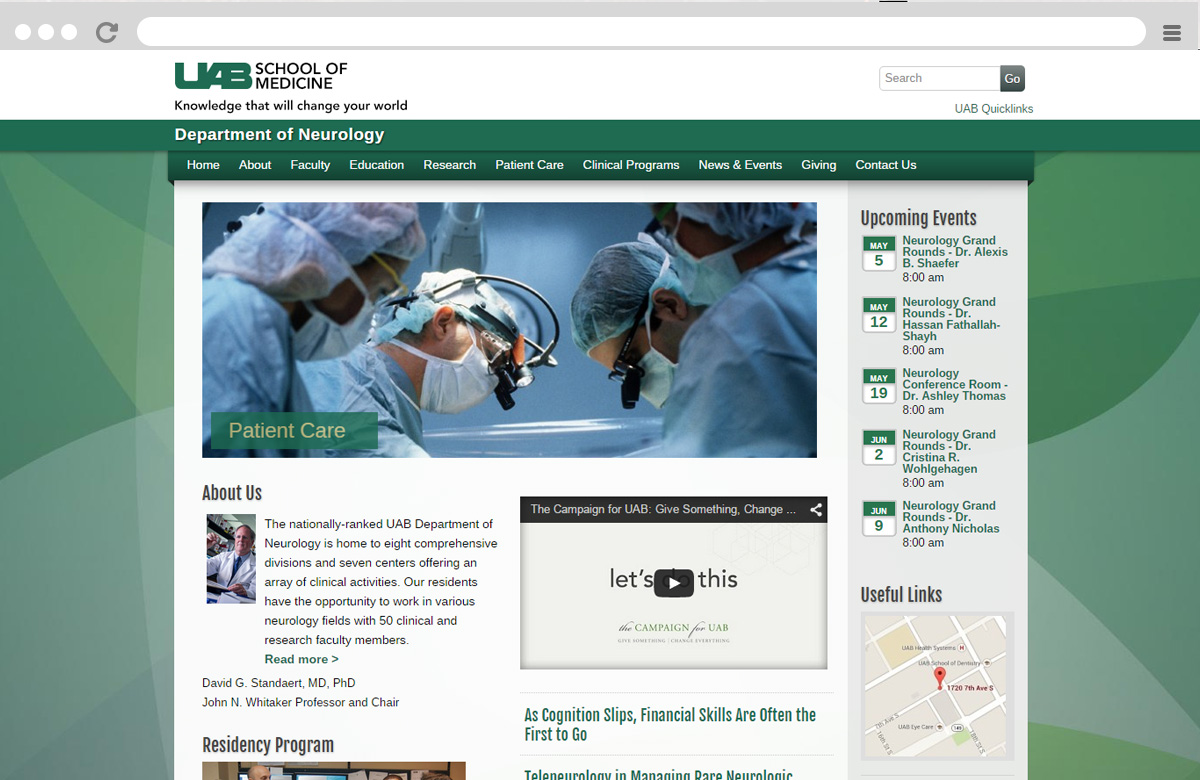 UAB SCHOOL OF
MEDICINE
Knowledge that will change your world
Search
Go
UAB Quicklinks
Department of Neurology
Home About Faculty Education Research Patient Care Clinical Programs News & Events Giving Contact Us
Patient Care
About Us
The nationally-ranked UAB Department of
Neurology is home to eight comprehensive
divisions and seven centers offering an
array of clinical activities. Our residents
have the opportunity to work in various
neurology fields with 50 clinical and
research faculty members.
Read more >
David G. Standaert, MD, PhD
John N. Whitaker Professor and Chair
Residency Program
The Campaign for UAB: Give Something, Change ...
let's do this
the CAMPAIGN for UAB
GIVE SOMETHING | CHANGE EVERYTHING
As Cognition Slips, Financial Skills Are Often the
First to Go
Teleneurology in Managing Rare Neurologic
Upcoming Events
MAY
5
Neurology Grand
Rounds - Dr. Alexis
B. Shaefer
8:00 am
MAY
12
Neurology Grand
Rounds - Dr.
Hassan Fathallah-
Shayh
8:00 am
MAY
19
Neurology
Conference Room -
Dr. Ashley Thomas
8:00 am
JUN
2
Neurology Grand
Rounds - Dr.
Cristina R.
Wohlgehagen
8:00 am
JUN
9
Neurology Grand
Rounds - Dr.
Anthony Nicholas
8:00 am
Useful Links
UAB Health Systems H
UAB School of Dentistry
1720 7th Ave S
7th Ave S
UAB Eye Care
149
16th St S
18th St S